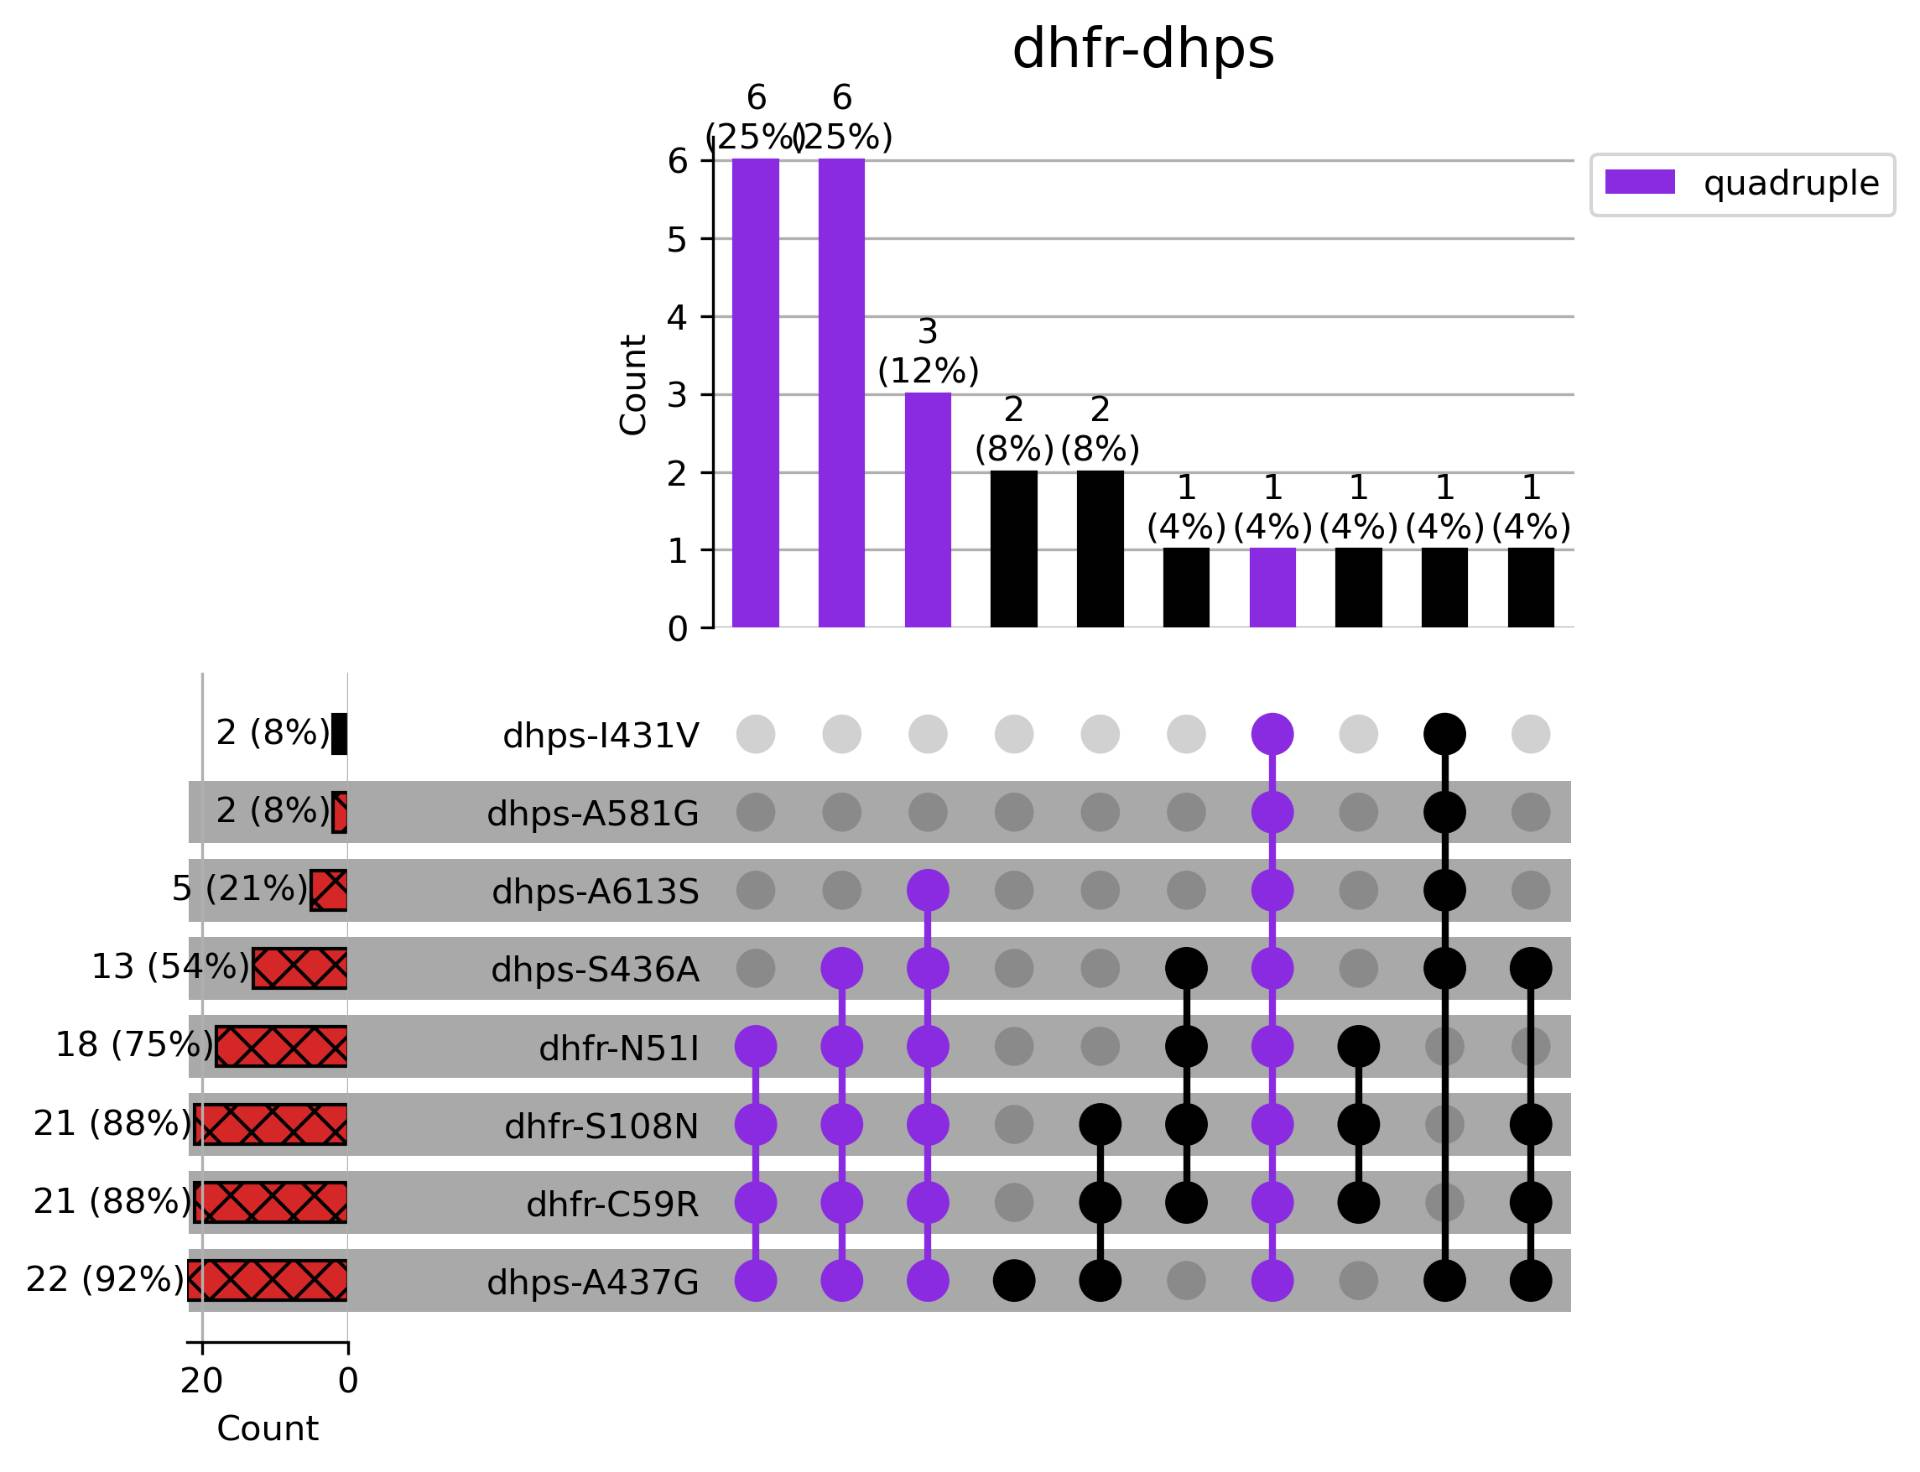 dhfr-dhps
6 6
(25%) (25%)
6
quadruple
5
4
3
(12%)
Count
3
2 2
(8%) (8%)
2
1 1 1 1 1
(4%) (4%) (4%) (4%) (4%)
1
0
2 (8%) dhps-I431V
2 (8%) dhps-A581G
5 (21%) dhps-A613S
13 (54%) dhps-S436A
18 (75%) dhfr-N51I
21 (88%) dhfr-S108N
21 (88%) dhfr-C59R
22 (92%) dhps-A437G
20 0
Count